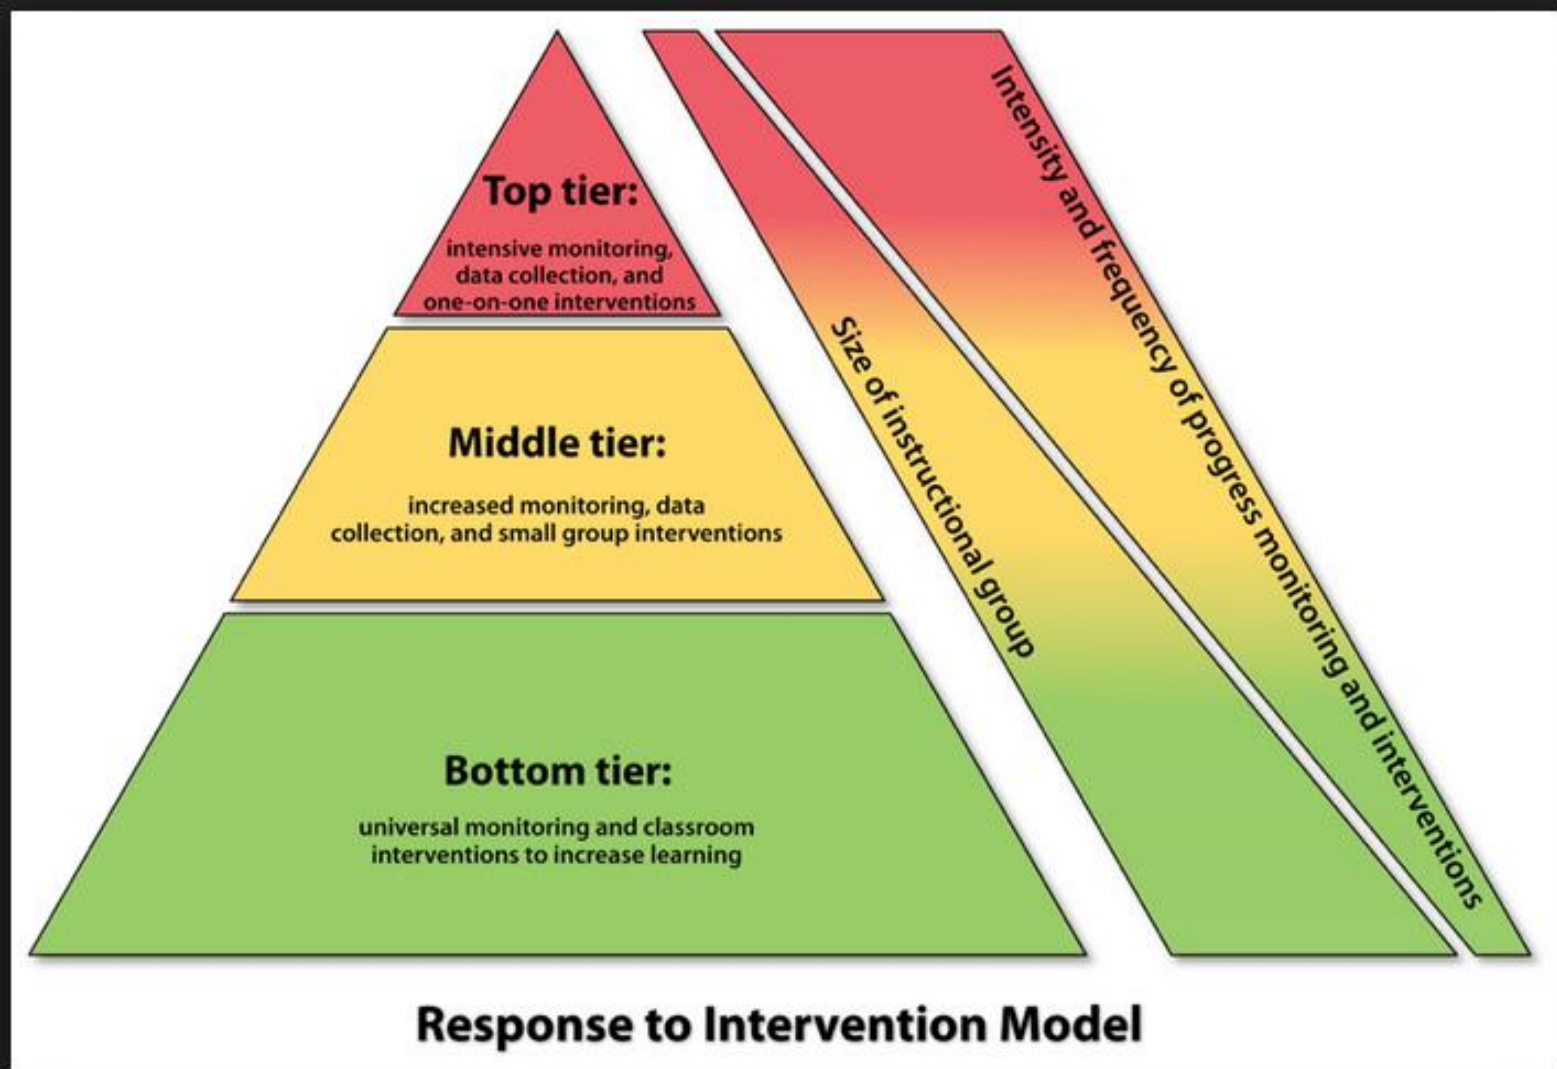 Top tier:
intensive monitoring,
data collection, and
one-on-one interventions
Middle tier:
increased monitoring, data
collection, and small group interventions
Bottom tier:
universal monitoring and classroom
interventions to increase learning
Size of instructional group
Intensity and frequency of progress monitoring and interventions
Response to Intervention Model